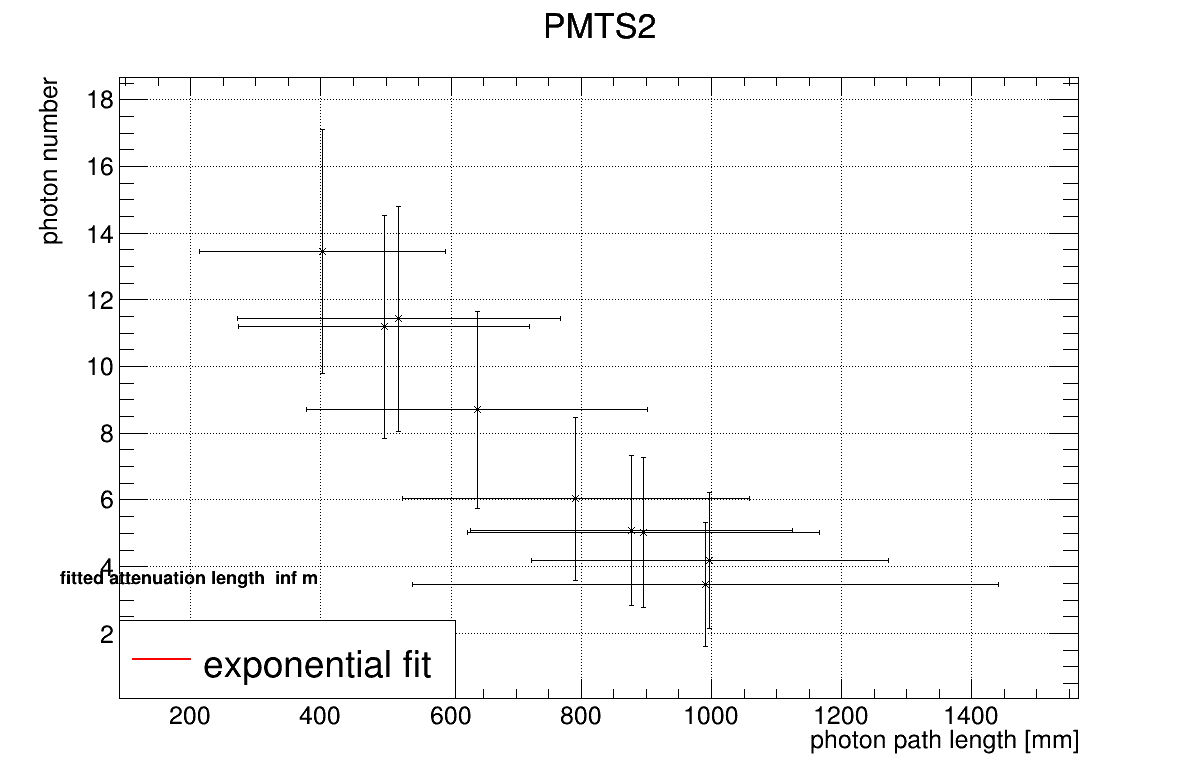 PMTS2
photon number
18
16
14
12
10
8
6
4
2
fitted attenuation length  inf m
exponential fit
200 400 600 800 1000 1200 1400
photon path length [mm]